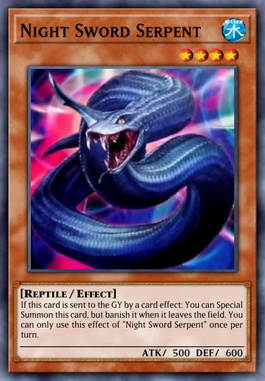 Night Sword Serpent
WATER
水
[Reptile / Effect]
If this card is sent to the GY by a card effect: You can Special
Summon this card, but banish it when it leaves the field. You
can only use this effect of "Night Sword Serpent" once per
turn.
ATK/ 500 DEF/ 600